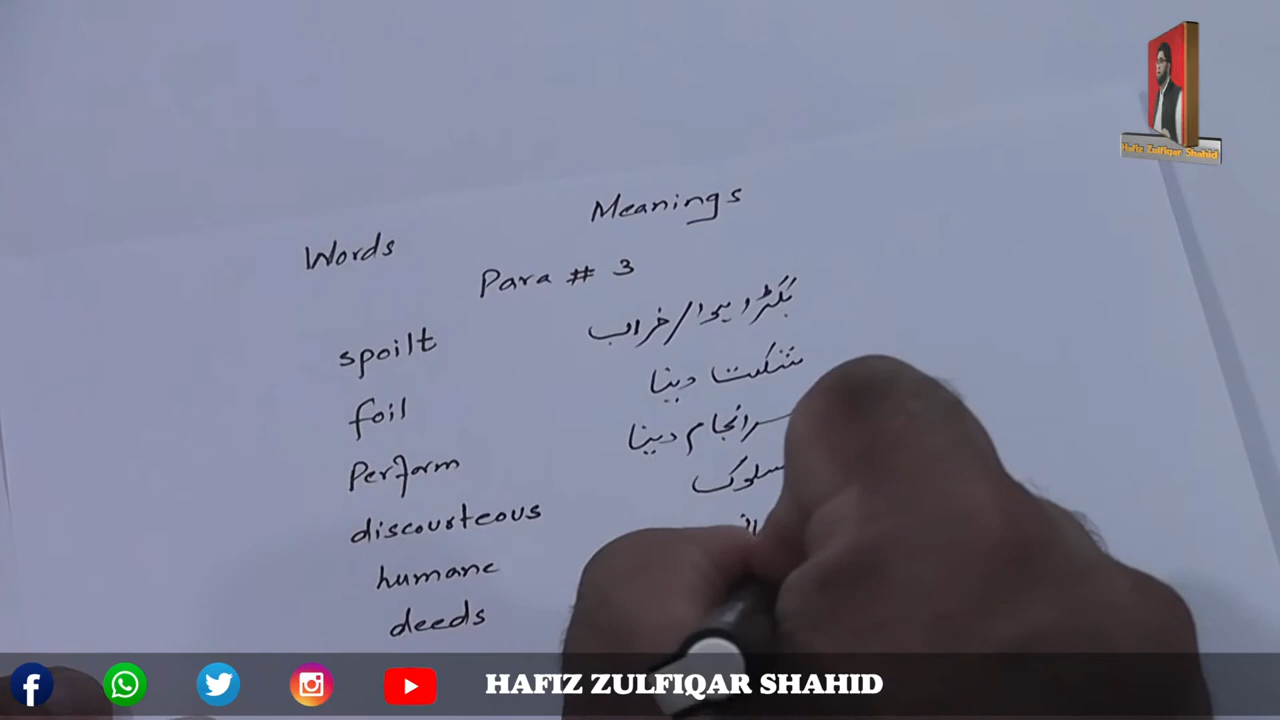 Hafiz Zulfiqar Shahid
Words Meanings
Para # 3
spoilt بگڑا ہوا/خراب
foil شکست دینا
Perform سرانجام دینا
discourteous سلوک
humane
deeds
HAFIZ ZULFIQAR SHAHID